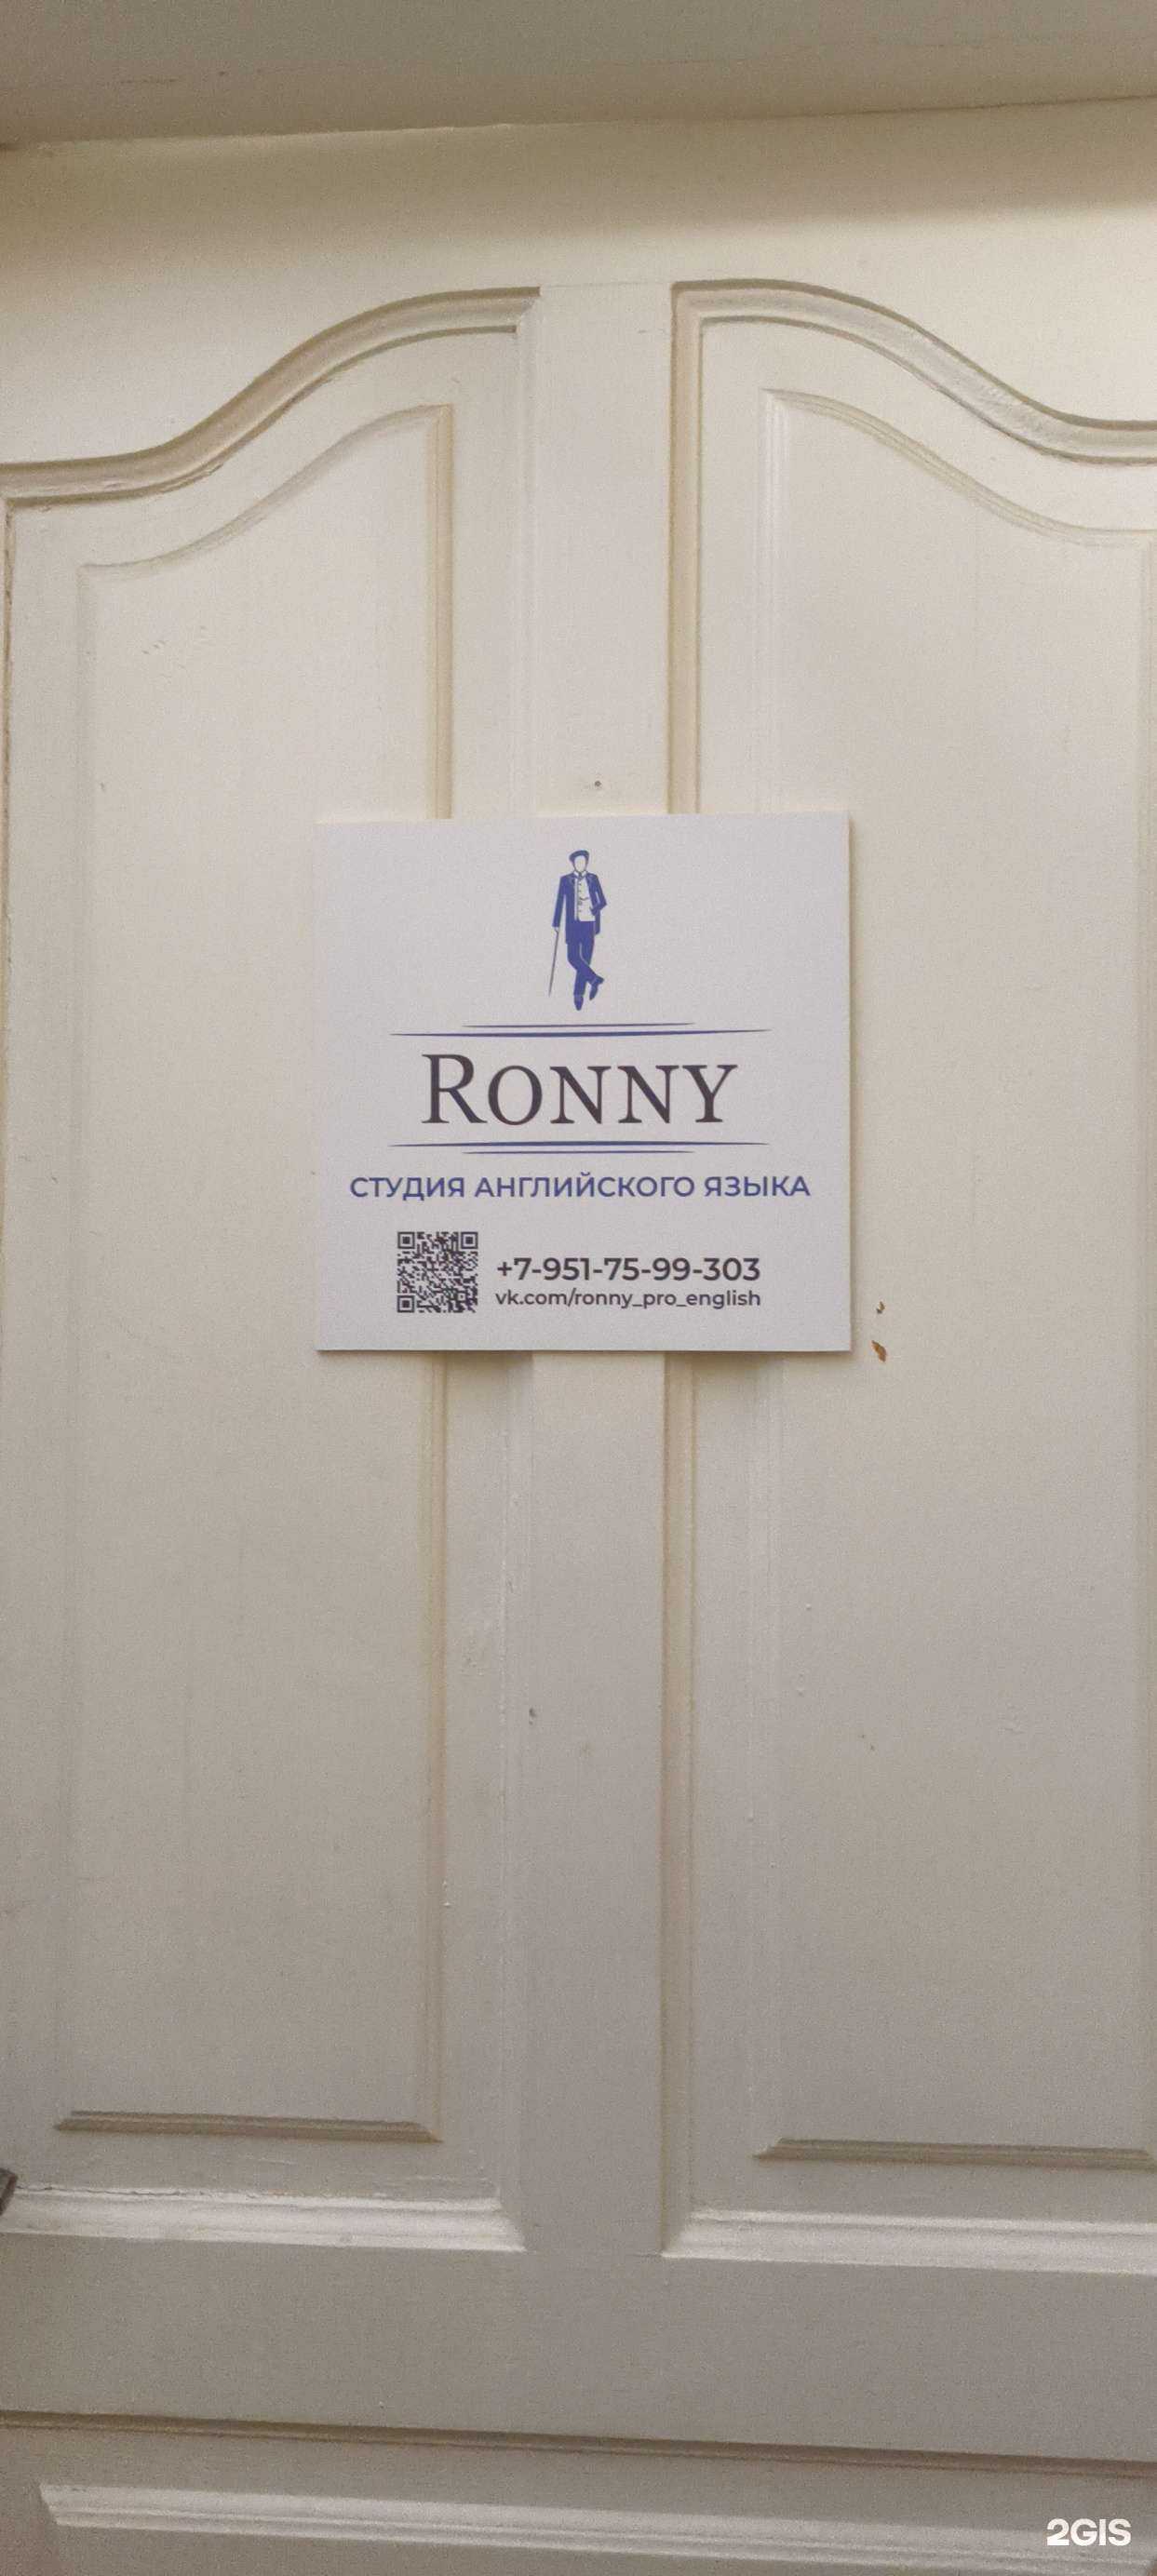 RONNY
СТУДИЯ АНГЛИЙСКОГО ЯЗЫКА
+7-951-75-99-303
vk.com/ronny_pro_english
2GIS